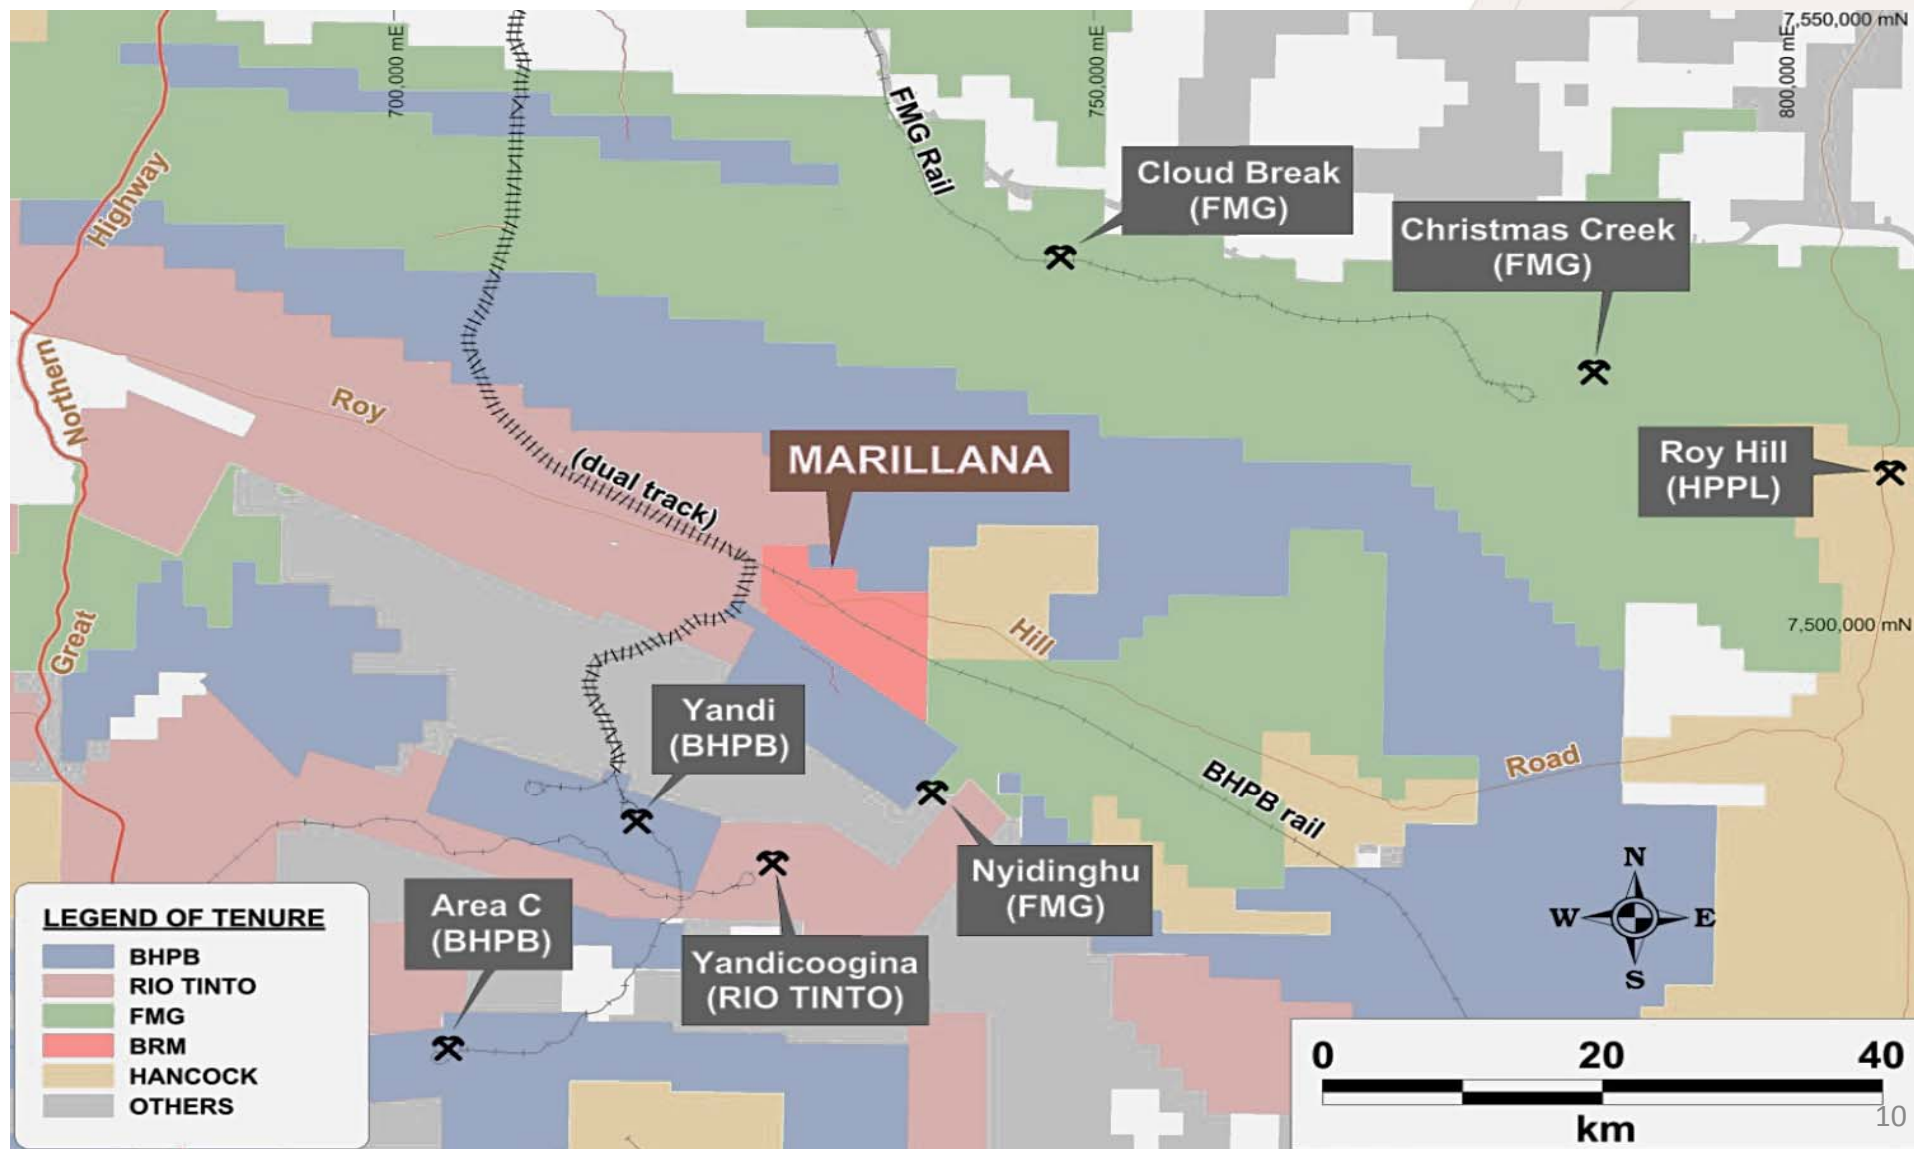 7,550,000 mN
700,000 mE
750,000 mE
800,000 mE
FMG Rail
Cloud Break
(FMG)
Christmas Creek
(FMG)
Highway
Northern
Great
Roy
(dual track)
MARILLANA
Roy Hill
(HPPL)
7,500,000 mN
Hill
Road
BHPB rail
Yandi
(BHPB)
Nyidinghu
(FMG)
Area C
(BHPB)
Yandicoogina
(RIO TINTO)
N
W E
S
LEGEND OF TENURE
BHPB
RIO TINTO
FMG
BRM
HANCOCK
OTHERS
0 20 40
km
10